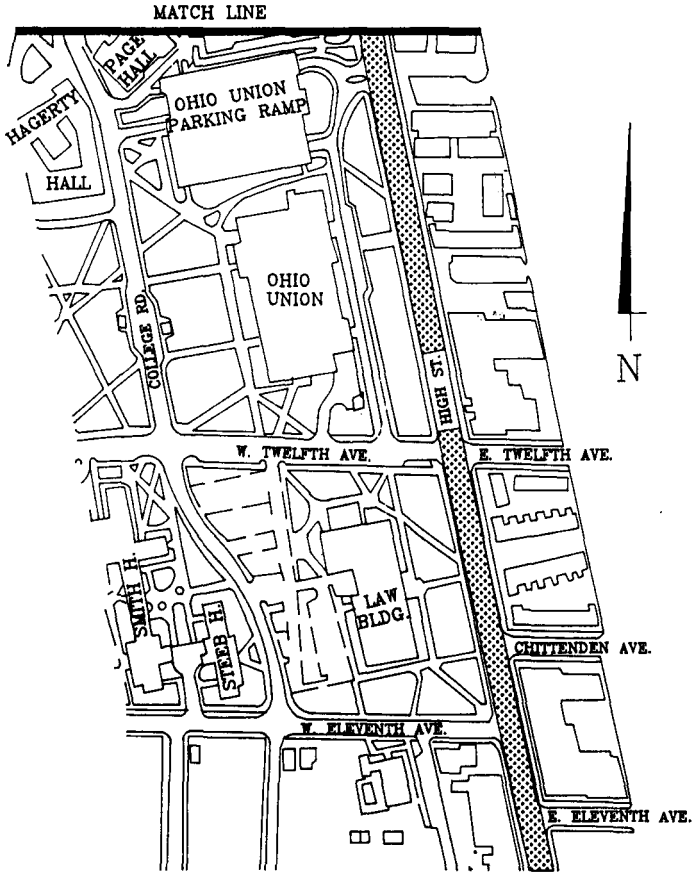 MATCH LINE
PAGE
HALL
OHIO UNION
PARKING RAMP
HAGERTY
HALL
OHIO
UNION
COLLEGE RD.
HIGH ST.
N
W. TWELFTH AVE.
E. TWELFTH AVE.
SMITH H.
STEEB H.
LAW
BLDG.
CHITTENDEN AVE.
W. ELEVENTH AVE.
E. ELEVENTH AVE.